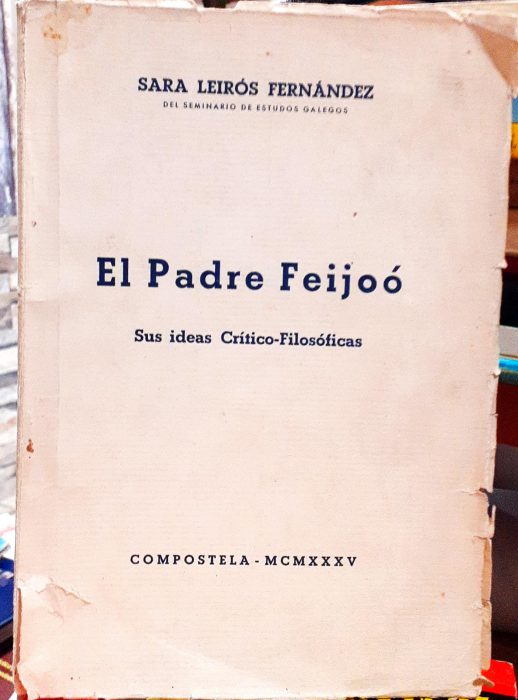 SARA LEIRÓS FERNÁNDEZ
DEL SEMINARIO DE ESTUDOS GALEGOS
El Padre Feijoó
Sus ideas Crítico-Filosóficas
COMPOSTELA - MCMXXXV